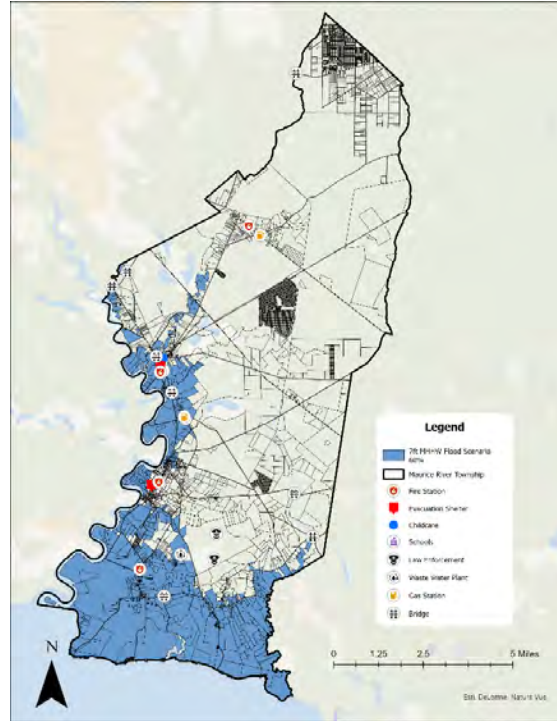 Legend
7ft MHHW Flood Scenario
Maurice River Township
Fire Station
Evacuation Shelter
Childcare
Schools
Law Enforcement
Waste Water Plant
Gas Station
Bridge
N
0 1.25 2.5 5 Miles
Esri, DeLorme, NatureVue